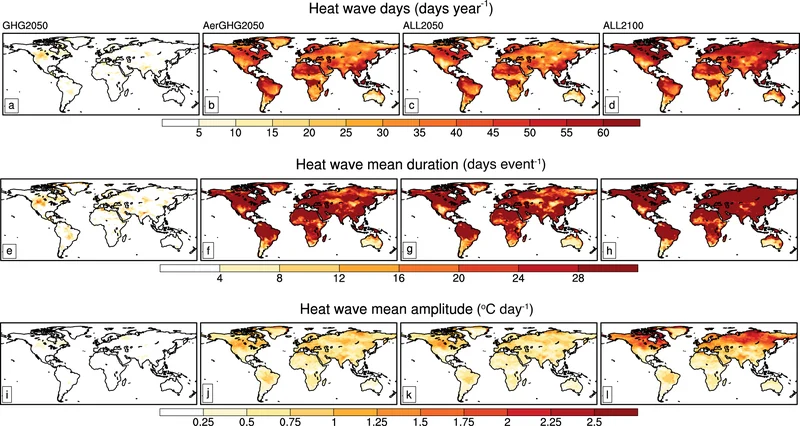 Heat wave days (days year-1)
GHG2050 AerGHG2050 ALL2050 ALL2100
a b c d
5 10 15 20 25 30 35 40 45 50 55 60
Heat wave mean duration (days event-1)
e f g h
4 8 12 16 20 24 28
Heat wave mean amplitude (oC day-1)
i j k l
0.25 0.5 0.75 1 1.25 1.5 1.75 2 2.25 2.5